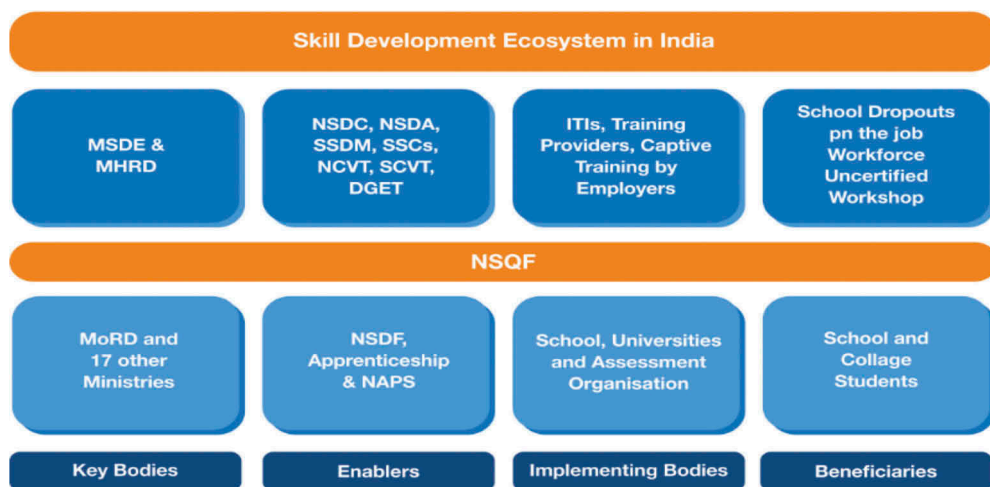 Skill Development Ecosystem in India
MSDE &
MHRD
NSDC, NSDA,
SSDM, SSCs,
NCVT, SCVT,
DGET
ITIs, Training
Providers, Captive
Training by
Employers
School Dropouts
pn the job
Workforce
Uncertified
Workshop
NSQF
MoRD and
17 other
Ministries
NSDF,
Apprenticeship
& NAPS
School, Universities
and Assessment
Organisation
School and
Collage
Students
Key Bodies
Enablers
Implementing Bodies
Beneficiaries